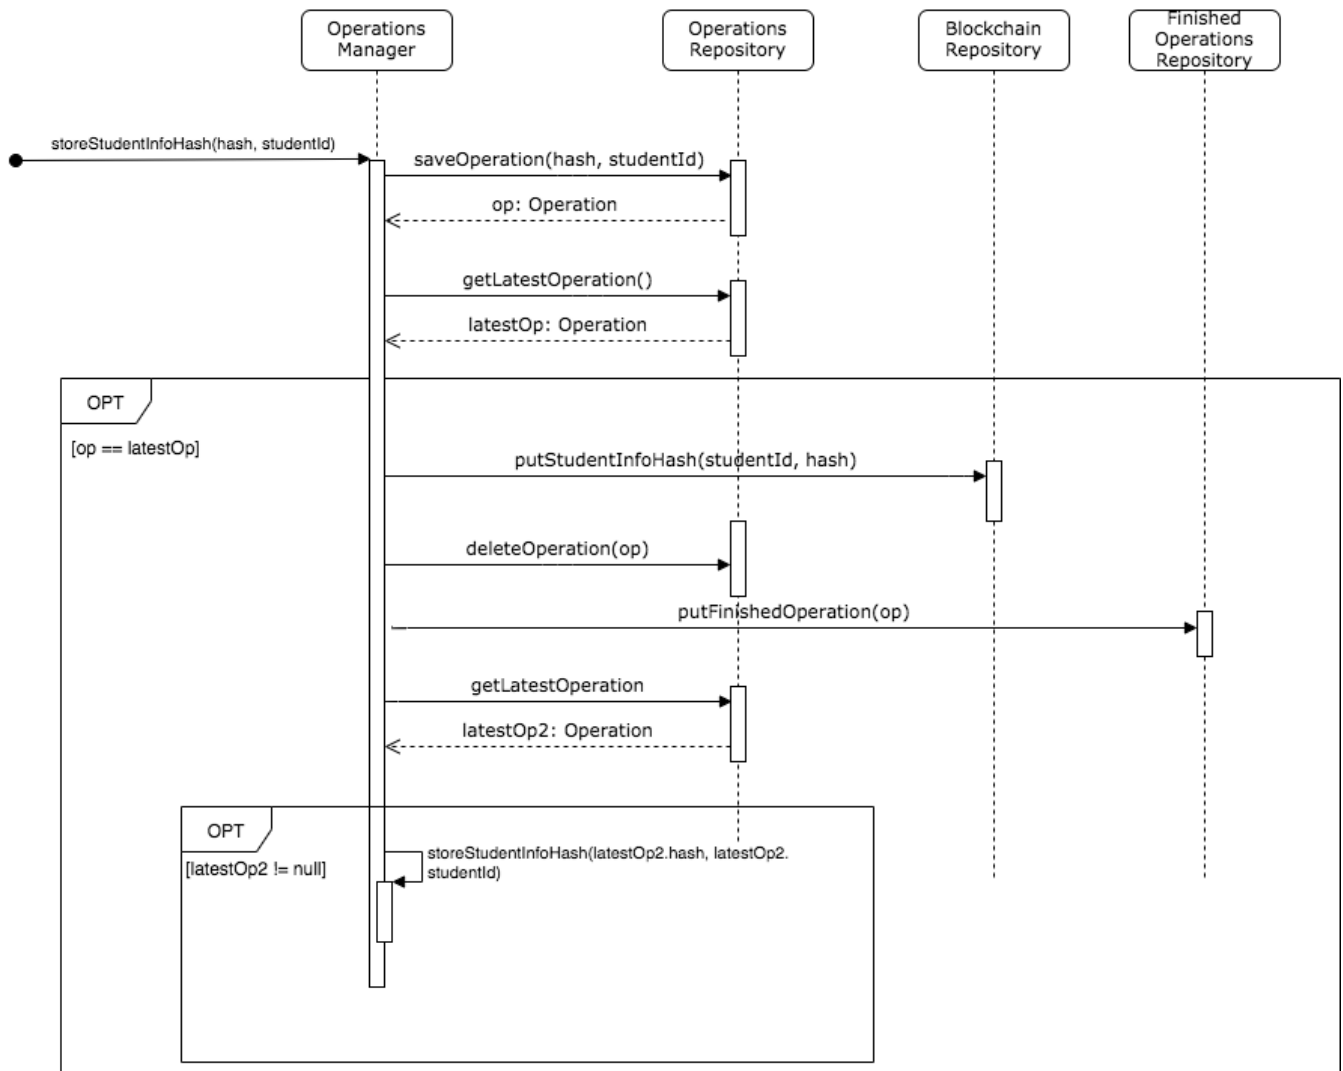 Operations
Manager
Operations
Repository
Blockchain
Repository
Finished
Operations
Repository
storeStudentInfoHash(hash, studentId)
saveOperation(hash, studentId)
op: Operation
getLatestOperation()
latestOp: Operation
OPT
[op == latestOp]
putStudentInfoHash(studentId, hash)
deleteOperation(op)
putFinishedOperation(op)
getLatestOperation
latestOp2: Operation
OPT
[latestOp2 != null]
storeStudentInfoHash(latestOp2.hash, latestOp2.
studentId)